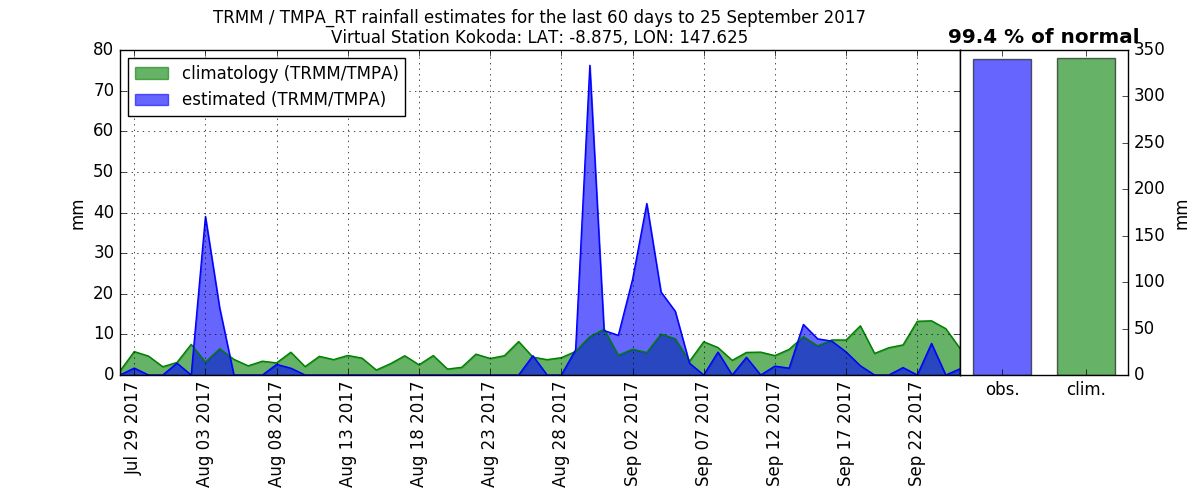 TRMM / TMPA_RT rainfall estimates for the last 60 days to 25 September 2017
Virtual Station Kokoda: LAT: -8.875, LON: 147.625
99.4 % of normal
climatology (TRMM/TMPA)
estimated (TRMM/TMPA)
mm
80
70
60
50
40
30
20
10
0
Jul 29 2017
Aug 03 2017
Aug 08 2017
Aug 13 2017
Aug 18 2017
Aug 23 2017
Aug 28 2017
Sep 02 2017
Sep 07 2017
Sep 12 2017
Sep 17 2017
Sep 22 2017
obs.
clim.
350
300
250
200
150
100
50
0
mm